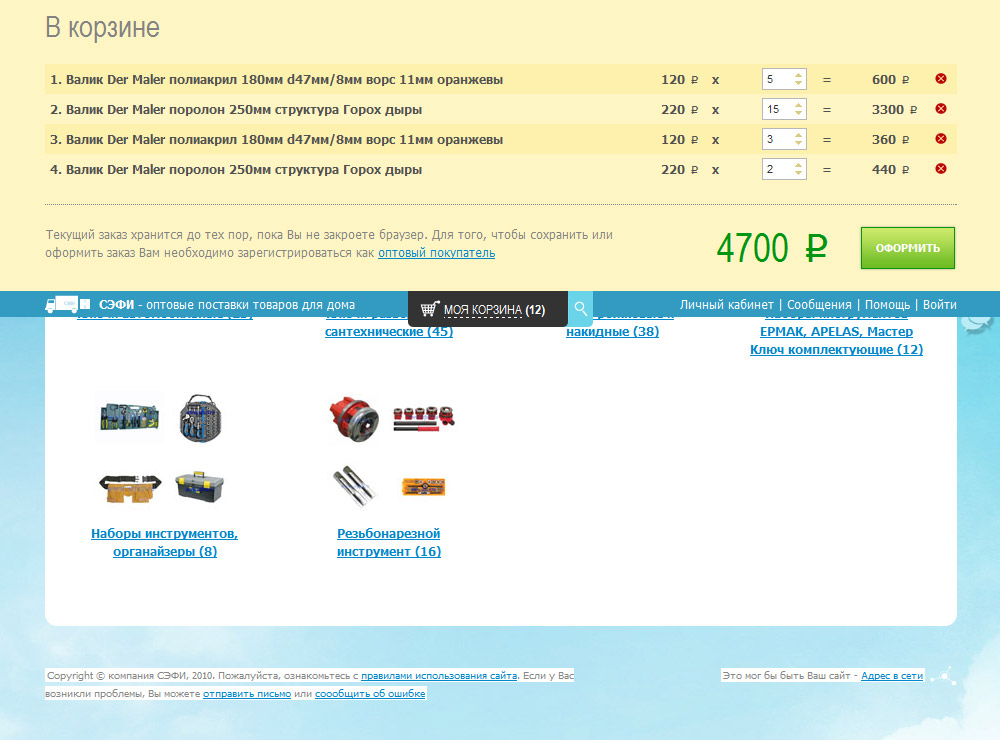 В корзине
1. Валик Der Maler полиакрил 180мм d47мм/8мм ворс 11мм оранжевы 120 ₽ x 5 = 600 ₽
2. Валик Der Maler поролон 250мм структура Горох дыры 220 ₽ x 15 = 3300 ₽
3. Валик Der Maler полиакрил 180мм d47мм/8мм ворс 11мм оранжевы 120 ₽ x 3 = 360 ₽
4. Валик Der Maler поролон 250мм структура Горох дыры 220 ₽ x 2 = 440 ₽
Текущий заказ хранится до тех пор, пока Вы не закроете браузер. Для того, чтобы сохранить или
оформить заказ Вам необходимо зарегистрироваться как оптовый покупатель
4700 ₽
ОФОРМИТЬ
СЭФИ - оптовые поставки товаров для дома
МОЯ КОРЗИНА (12)
Личный кабинет | Сообщения | Помощь | Войти
сантехнические (45)
накидные (38)
ЕРМАК, APELAS, Мастер
Ключ комплектующие (12)
Наборы инструментов,
органайзеры (8)
Резьбонарезной
инструмент (16)
Copyright © компания СЭФИ, 2010. Пожалуйста, ознакомьтесь с правилами использования сайта. Если у Вас
возникли проблемы, Вы можете отправить письмо или соообщить об ошибке
Это мог бы быть Ваш сайт - Адрес в сети